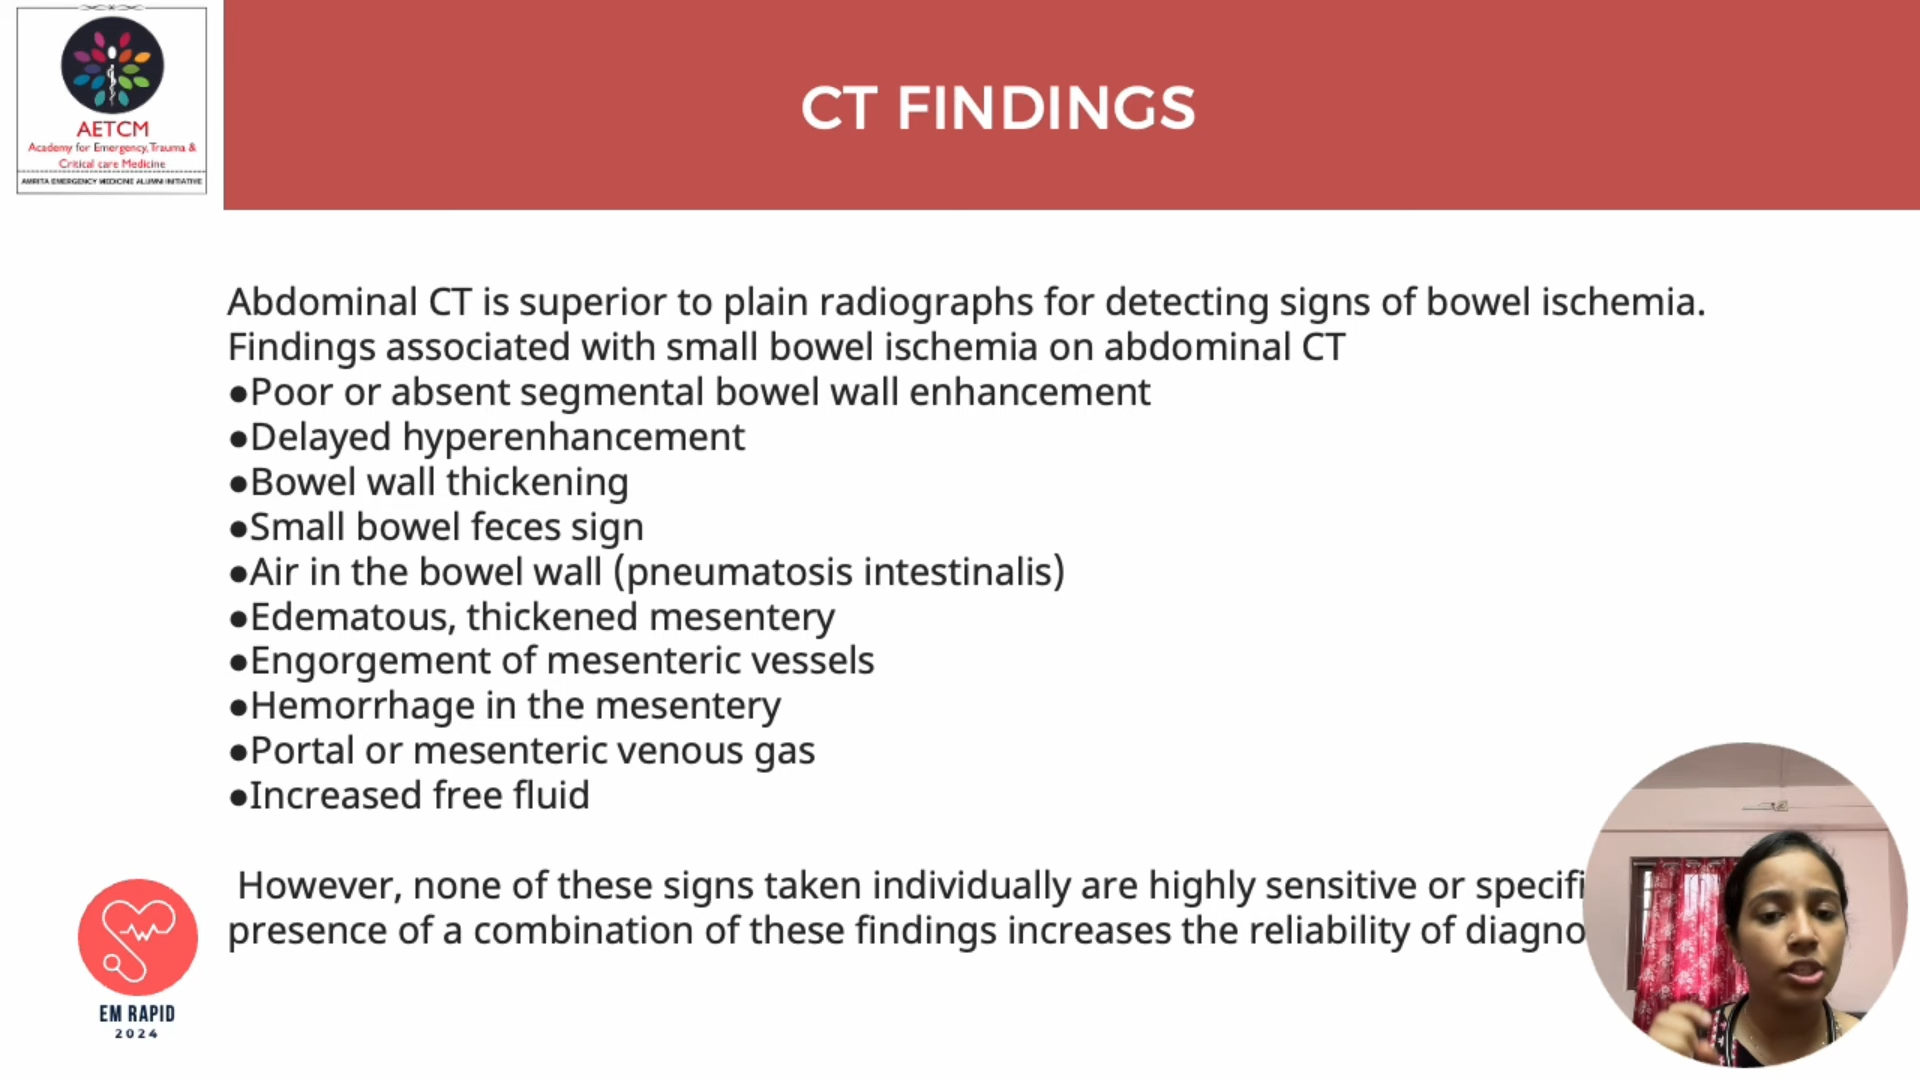 AETCM
Academy for Emergency, Trauma &
Critical care Medicine
AMRITA EMERGENCY MEDICINE ALUMNI INITIATIVE
CT FINDINGS
Abdominal CT is superior to plain radiographs for detecting signs of bowel ischemia.
Findings associated with small bowel ischemia on abdominal CT
●Poor or absent segmental bowel wall enhancement
●Delayed hyperenhancement
●Bowel wall thickening
●Small bowel feces sign
●Air in the bowel wall (pneumatosis intestinalis)
●Edematous, thickened mesentery
●Engorgement of mesenteric vessels
●Hemorrhage in the mesentery
●Portal or mesenteric venous gas
●Increased free fluid
However, none of these signs taken individually are highly sensitive or
presence of a combination of these findings increases the reliability of
EM RAPID
2024